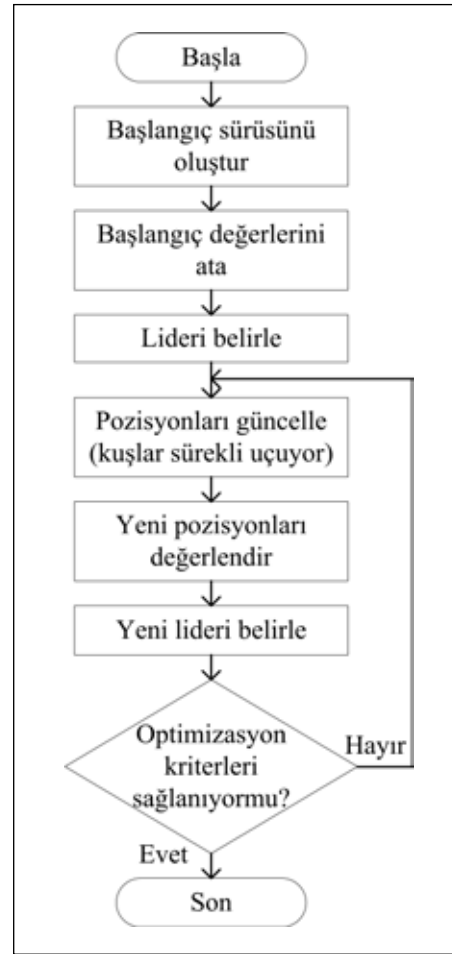 Başla
Başlangıç sürüsünü
oluştur
Başlangıç değerlerini
ata
Lideri belirle
Pozisyonları güncelle
(kuşlar sürekli uçuyor)
Yeni pozisyonları
değerlendir
Yeni lideri belirle
Optimizasyon
kriterleri
sağlanıyormu?
Hayır
Evet
Son